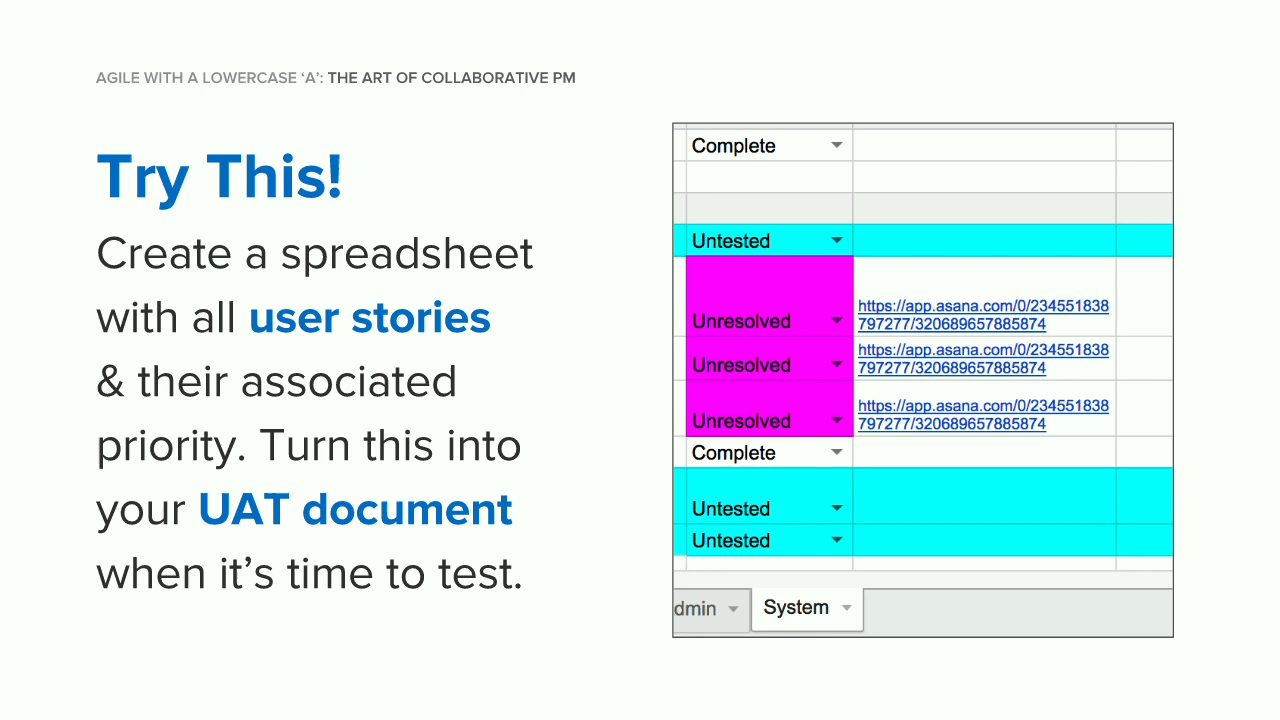 AGILE WITH A LOWERCASE ‘A’: THE ART OF COLLABORATIVE PM
Try This!
Create a spreadsheet
with all user stories
& their associated
priority. Turn this into
your UAT document
when it’s time to test.
Complete
Untested
Unresolved
https://app.asana.com/0/234551838
797277/320689657885874
Unresolved
https://app.asana.com/0/234551838
797277/320689657885874
Unresolved
https://app.asana.com/0/234551838
797277/320689657885874
Complete
Untested
Untested
dmin
System